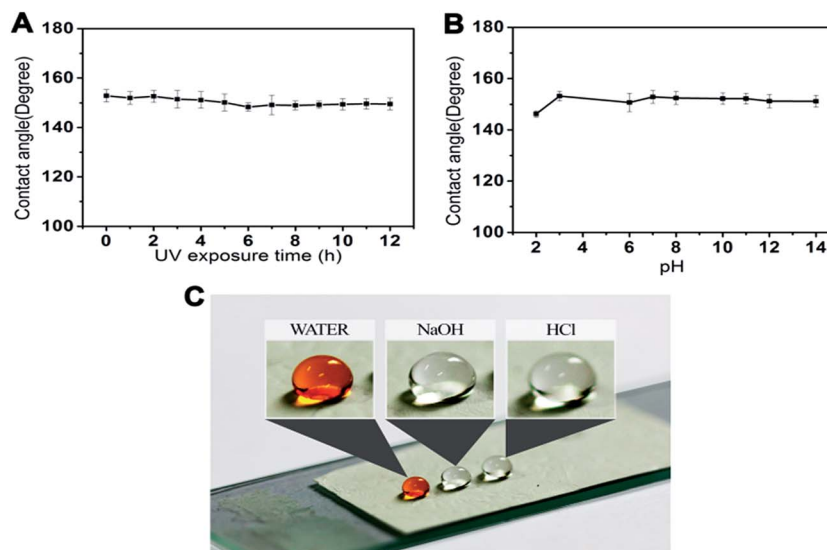 A
Contact angle(Degree)
180
160
140
120
100
0 2 4 6 8 10 12
UV exposure time (h)
B
Contact angle(Degree)
180
160
140
120
100
2 4 6 8 10 12 14
pH
C
WATER NaOH HCl